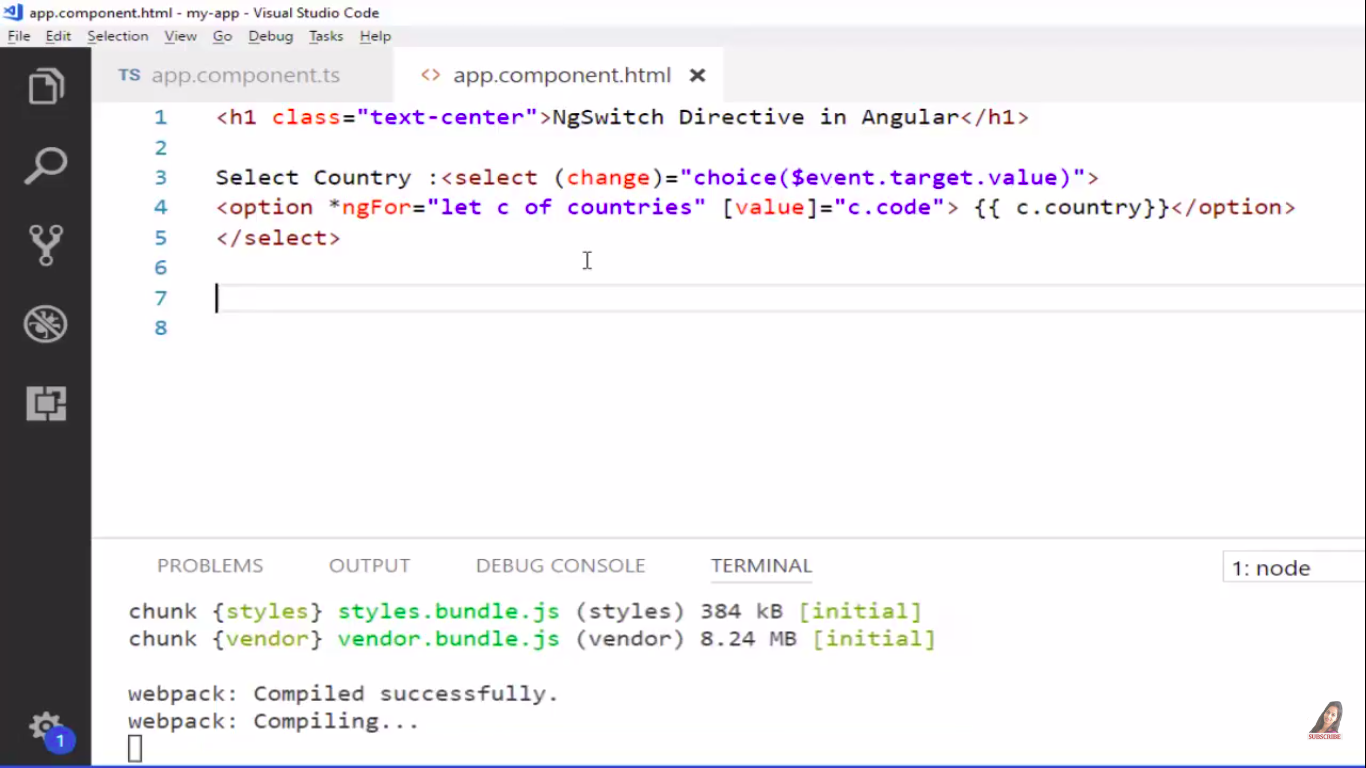 app.component.html - my-app - Visual Studio Code
File Edit Selection View Go Debug Tasks Help
TS app.component.ts <> app.component.html ×
1 <h1 class="text-center">NgSwitch Directive in Angular</h1>
2
3 Select Country :<select (change)="choice($event.target.value)">
4 <option *ngFor="let c of countries" [value]="c.code"> {{ c.country}}</option>
5 </select>
6
7
8
PROBLEMS OUTPUT DEBUG CONSOLE TERMINAL 1: node
chunk {styles} styles.bundle.js (styles) 384 kB [initial]
chunk {vendor} vendor.bundle.js (vendor) 8.24 MB [initial]
webpack: Compiled successfully.
webpack: Compiling...
1
SUBSCRIBE